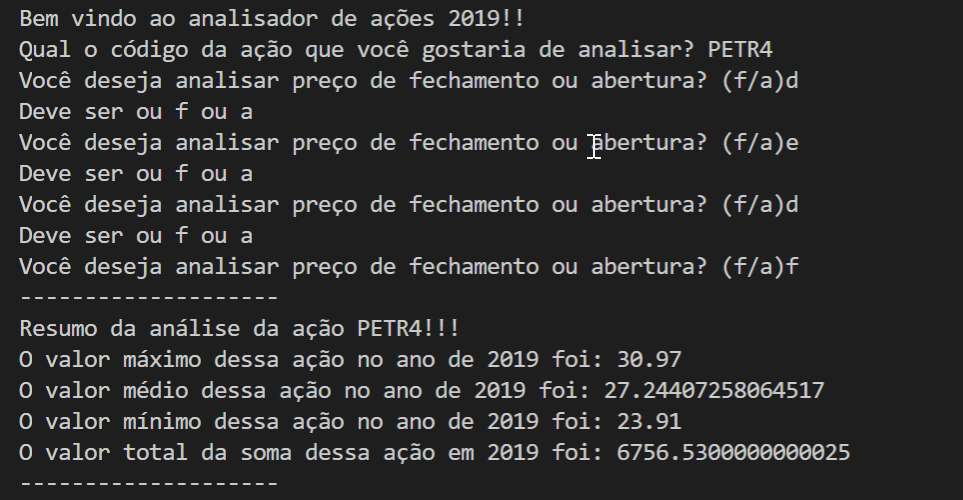 Bem vindo ao analisador de ações 2019!!
Qual o código da ação que você gostaria de analisar? PETR4
Você deseja analisar preço de fechamento ou abertura? (f/a)d
Deve ser ou f ou a
Você deseja analisar preço de fechamento ou abertura? (f/a)e
Deve ser ou f ou a
Você deseja analisar preço de fechamento ou abertura? (f/a)d
Deve ser ou f ou a
Você deseja analisar preço de fechamento ou abertura? (f/a)f
--------------------
Resumo da análise da ação PETR4!!!
O valor máximo dessa ação no ano de 2019 foi: 30.97
O valor médio dessa ação no ano de 2019 foi: 27.24407258064517
O valor mínimo dessa ação no ano de 2019 foi: 23.91
O valor total da soma dessa ação em 2019 foi: 6756.5300000000025
--------------------